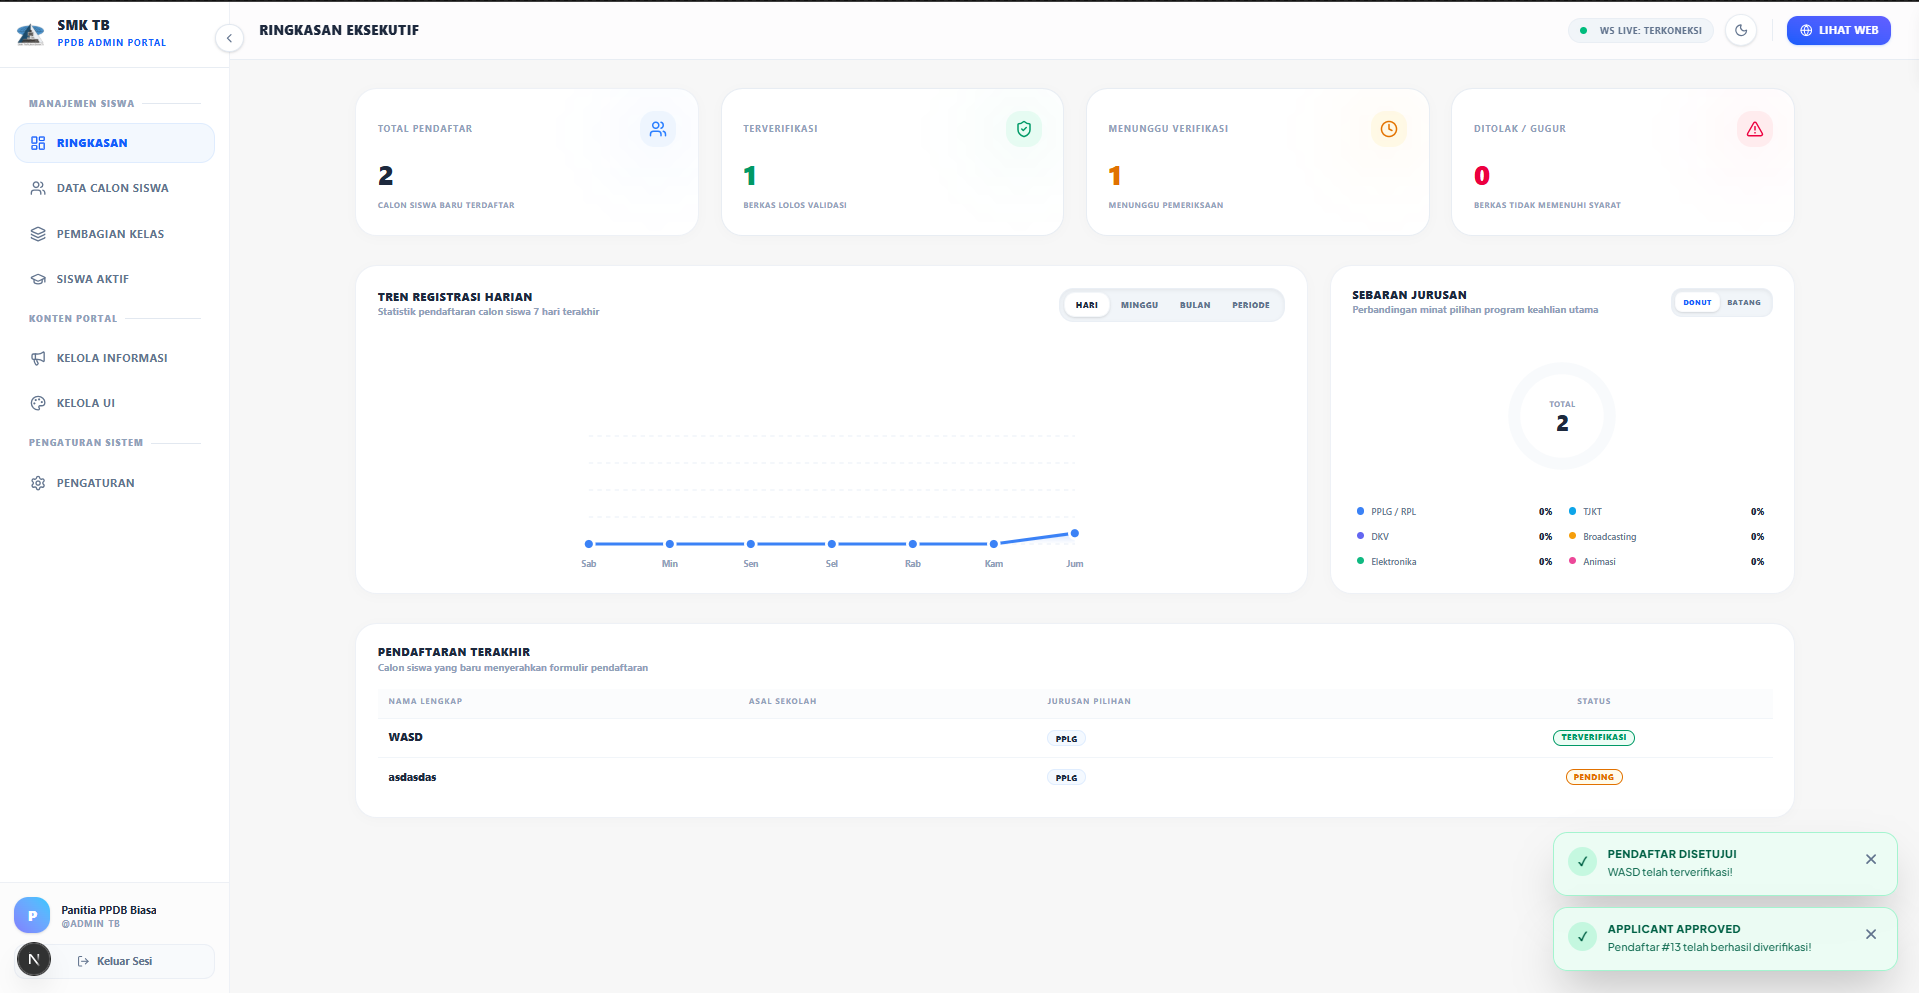 SMK TB
PPDB ADMIN PORTAL
MANAJEMEN SISWA
RINGKASAN
DATA CALON SISWA
PEMBAGIAN KELAS
SISWA AKTIF
KONTEN PORTAL
KELOLA INFORMASI
KELOLA UI
PENGATURAN SISTEM
PENGATURAN
P
Panitia PPDB Biasa
@ADMIN_TB
N
Keluar Sesi
RINGKASAN EKSEKUTIF
WS LIVE: TERKONEKSI
LIHAT WEB
TOTAL PENDAFTAR
2
CALON SISWA BARU TERDAFTAR
TERVERIFIKASI
1
BERKAS LOLOS VALIDASI
MENUNGGU VERIFIKASI
1
MENUNGGU PEMERIKSAAN
DITOLAK / GUGUR
0
BERKAS TIDAK MEMENUHI SYARAT
TREN REGISTRASI HARIAN
Statistik pendaftaran calon siswa 7 hari terakhir
HARI MINGGU BULAN PERIODE
Sab Min Sen Sel Rab Kam Jum
SEBARAN JURUSAN
Perbandingan minat pilihan program keahlian utama
DONUT BATANG
TOTAL
2
PPLG / RPL 0% TJKT 0%
DKV 0% Broadcasting 0%
Elektronika 0% Animasi 0%
PENDAFTARAN TERAKHIR
Calon siswa yang baru menyerahkan formulir pendaftaran
NAMA LENGKAP ASAL SEKOLAH JURUSAN PILIHAN STATUS
WASD PPLG TERVERIFIKASI
asdasdas PPLG PENDING
PENDAFTAR DISETUJUI
WASD telah terverifikasi!
APPLICANT APPROVED
Pendaftar #13 telah berhasil diverifikasi!